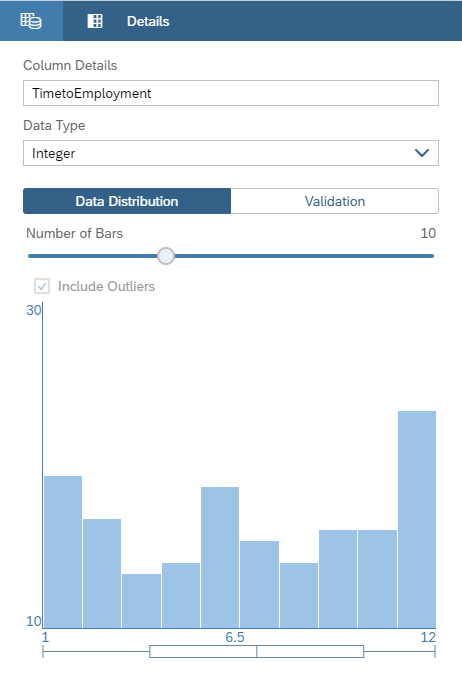 Details
Column Details
TimetoEmployment
Data Type
Integer
Data Distribution Validation
Number of Bars 10
Include Outliers
30
10
1 6.5 12